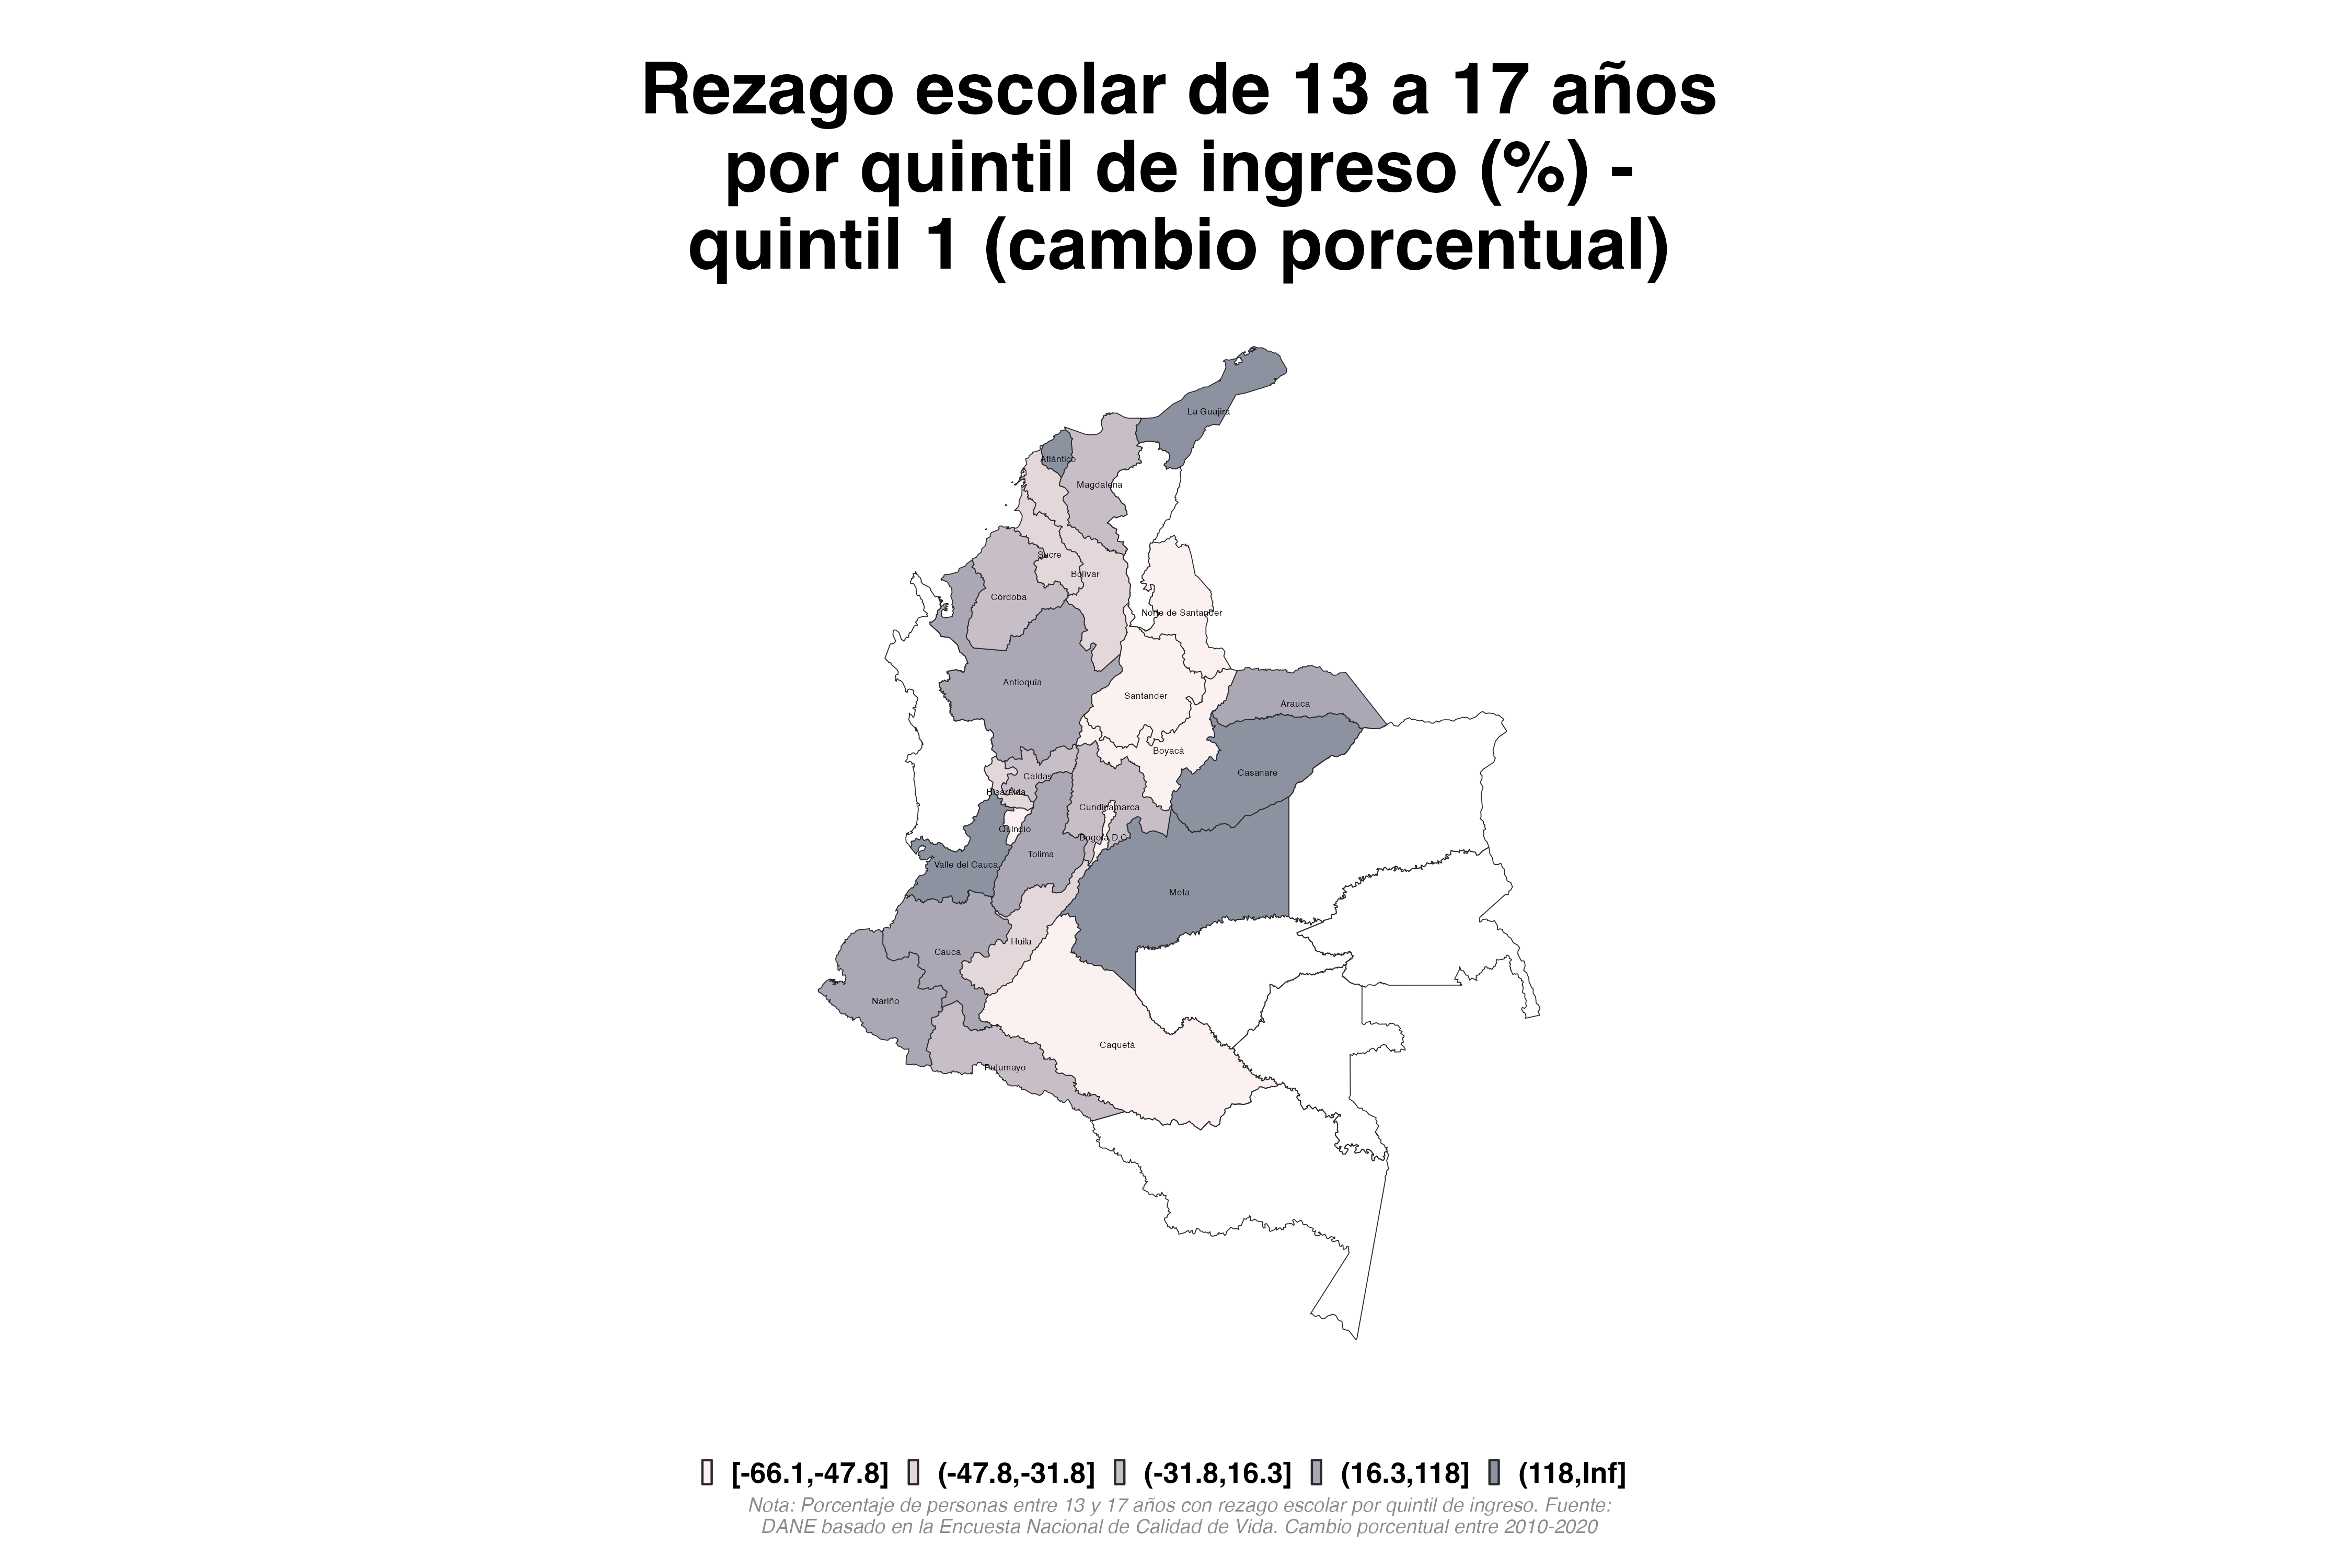 Rezago escolar de 13 a 17 años
por quintil de ingreso (%) -
quintil 1 (cambio porcentual)
La Guajira
Atlántico
Magdalena
Sucre
Bolívar
Córdoba
Norte de Santander
Antioquia
Santander
Arauca
Boyacá
Casanare
Caldas
Risaralda
Cundinamarca
Quindío
Bogotá D.C.
Tolima
Valle del Cauca
Meta
Huila
Cauca
Nariño
Caquetá
Putumayo
[-66.1,-47.8] (-47.8,-31.8] (-31.8,16.3] (16.3,118] (118,Inf]
Nota: Porcentaje de personas entre 13 y 17 años con rezago escolar por quintil de ingreso. Fuente:
DANE basado en la Encuesta Nacional de Calidad de Vida. Cambio porcentual entre 2010-2020